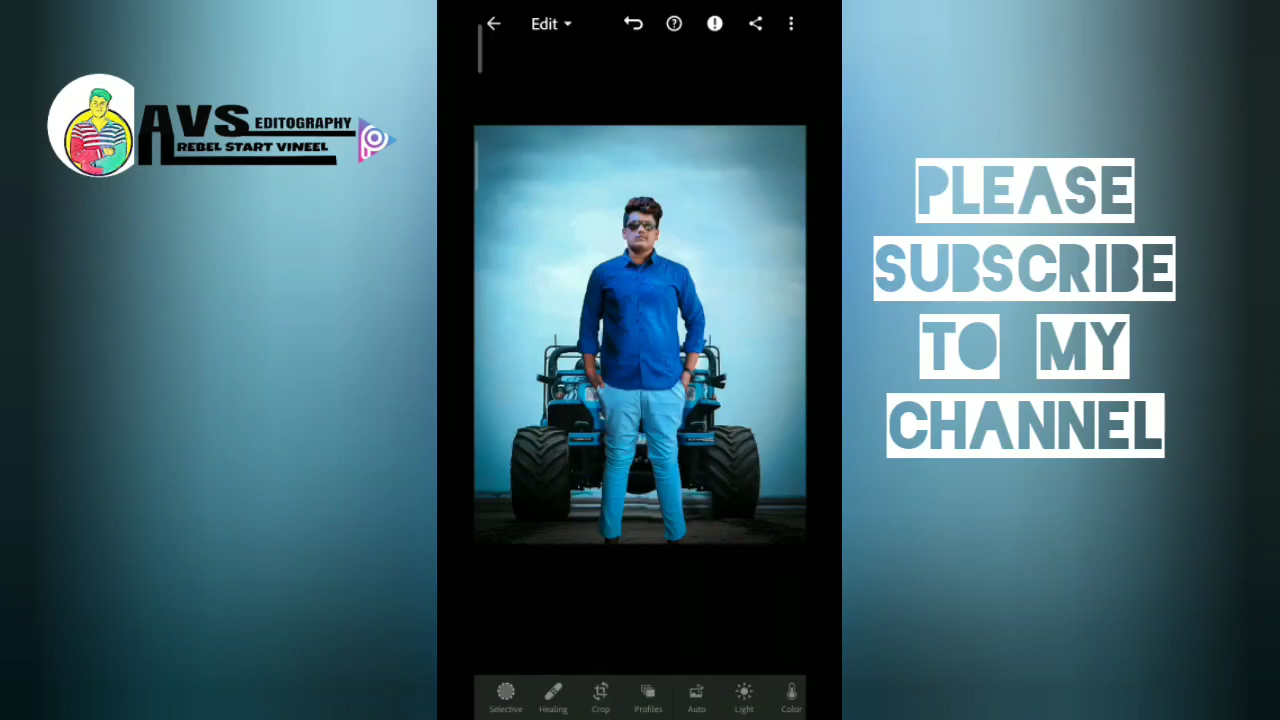 Edit
AVS EDITOGRAPHY
REBEL START VINEEL
PLEASE
SUBSCRIBE
TO MY
CHANNEL
Selective Healing Crop Profiles Auto Light Color